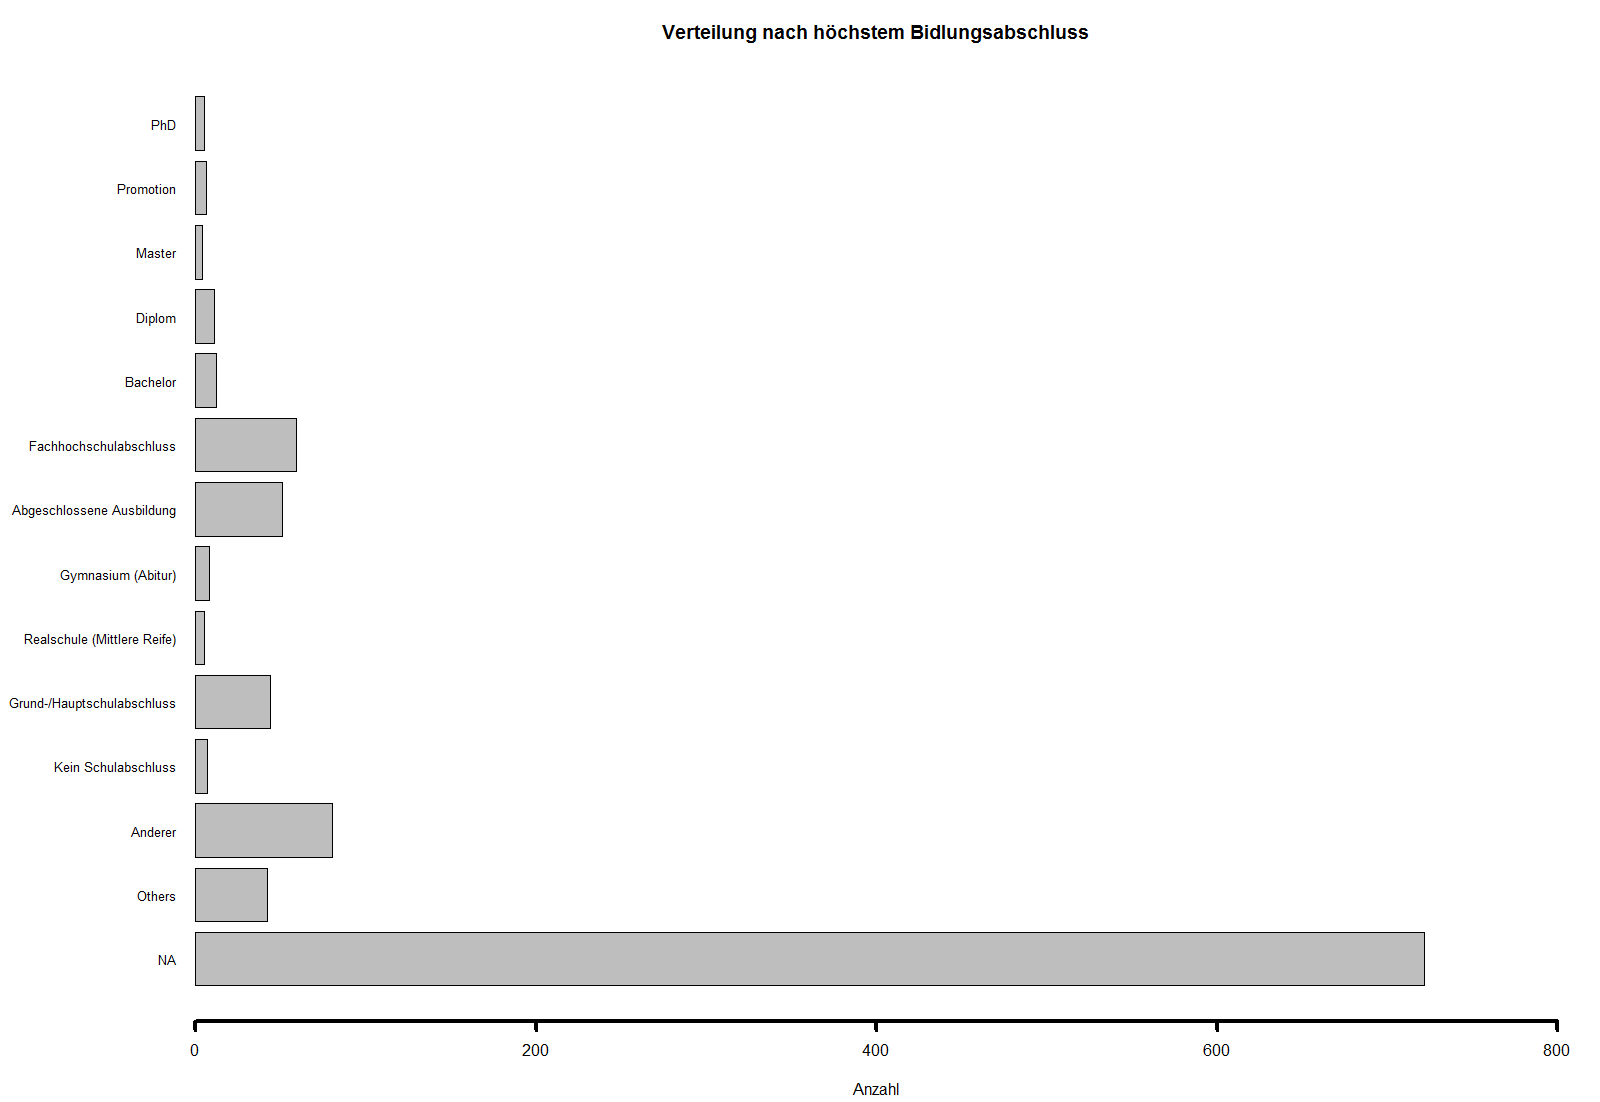 Verteilung nach höchstem Bidlungsabschluss
PhD
Promotion
Master
Diplom
Bachelor
Fachhochschulabschluss
Abgeschlossene Ausbildung
Gymnasium (Abitur)
Realschule (Mittlere Reife)
Grund-/Hauptschulabschluss
Kein Schulabschluss
Anderer
Others
NA
0 200 400 600 800
Anzahl